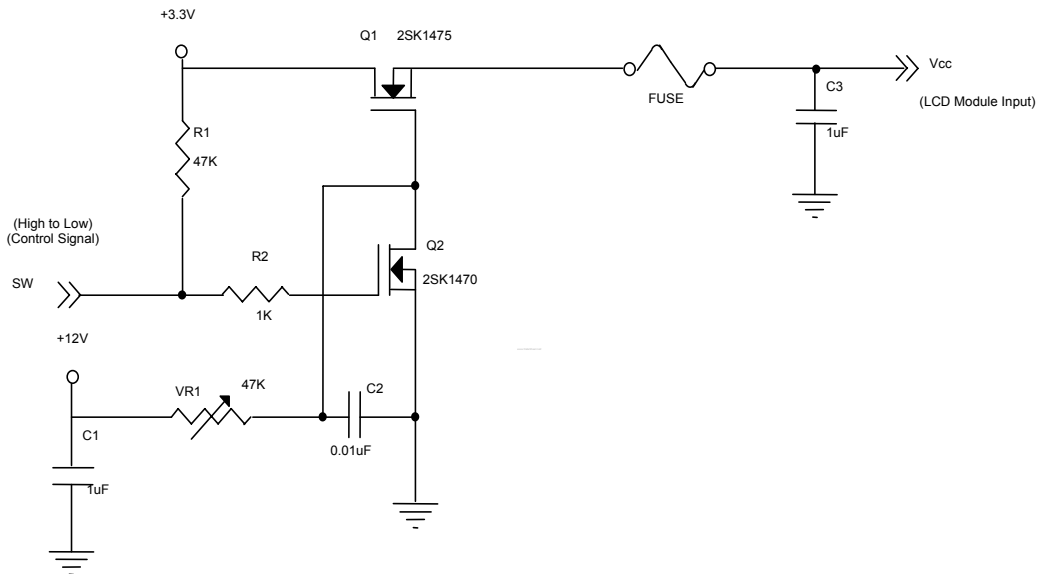 +3.3V
Q1 2SK1475
Vcc
FUSE
C3
(LCD Module Input)
R1
1uF
47K
(High to Low)
(Control Signal)
Q2
R2
SW
2SK1470
1K
+12V
VR1
47K
C2
C1
0.01uF
1uF